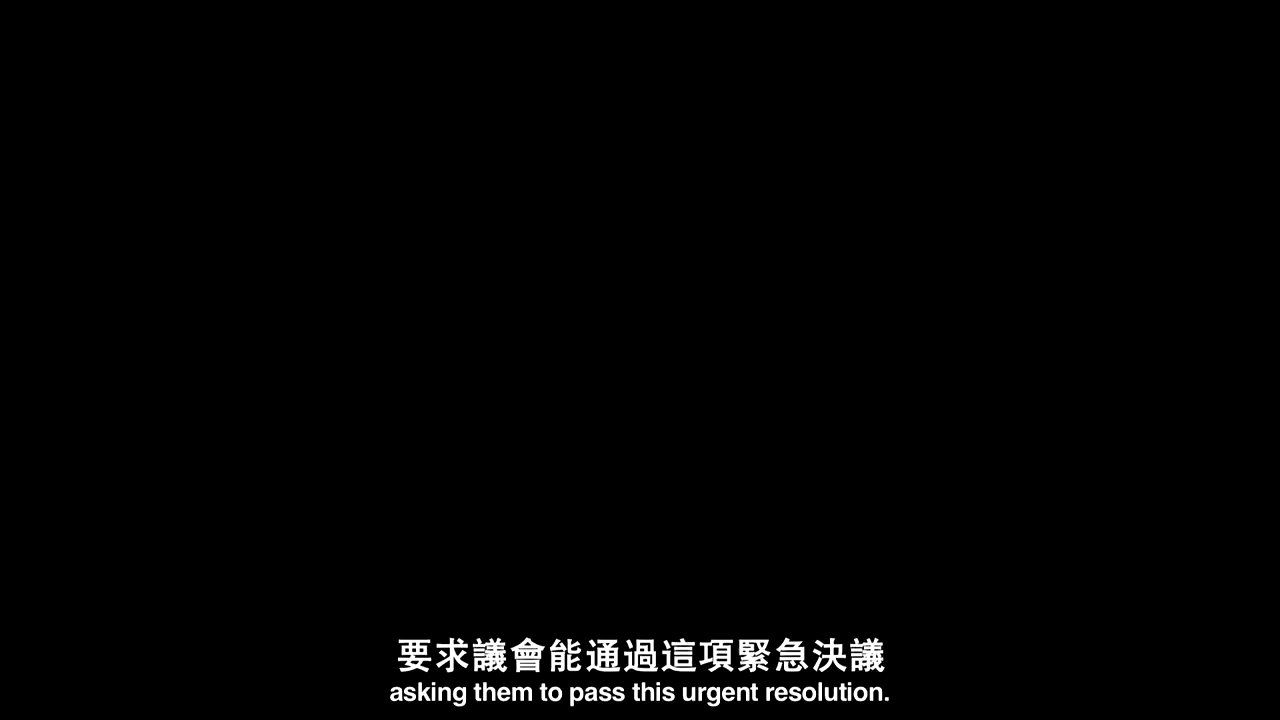 要求議會能通過這項緊急決議
asking them to pass this urgent resolution.